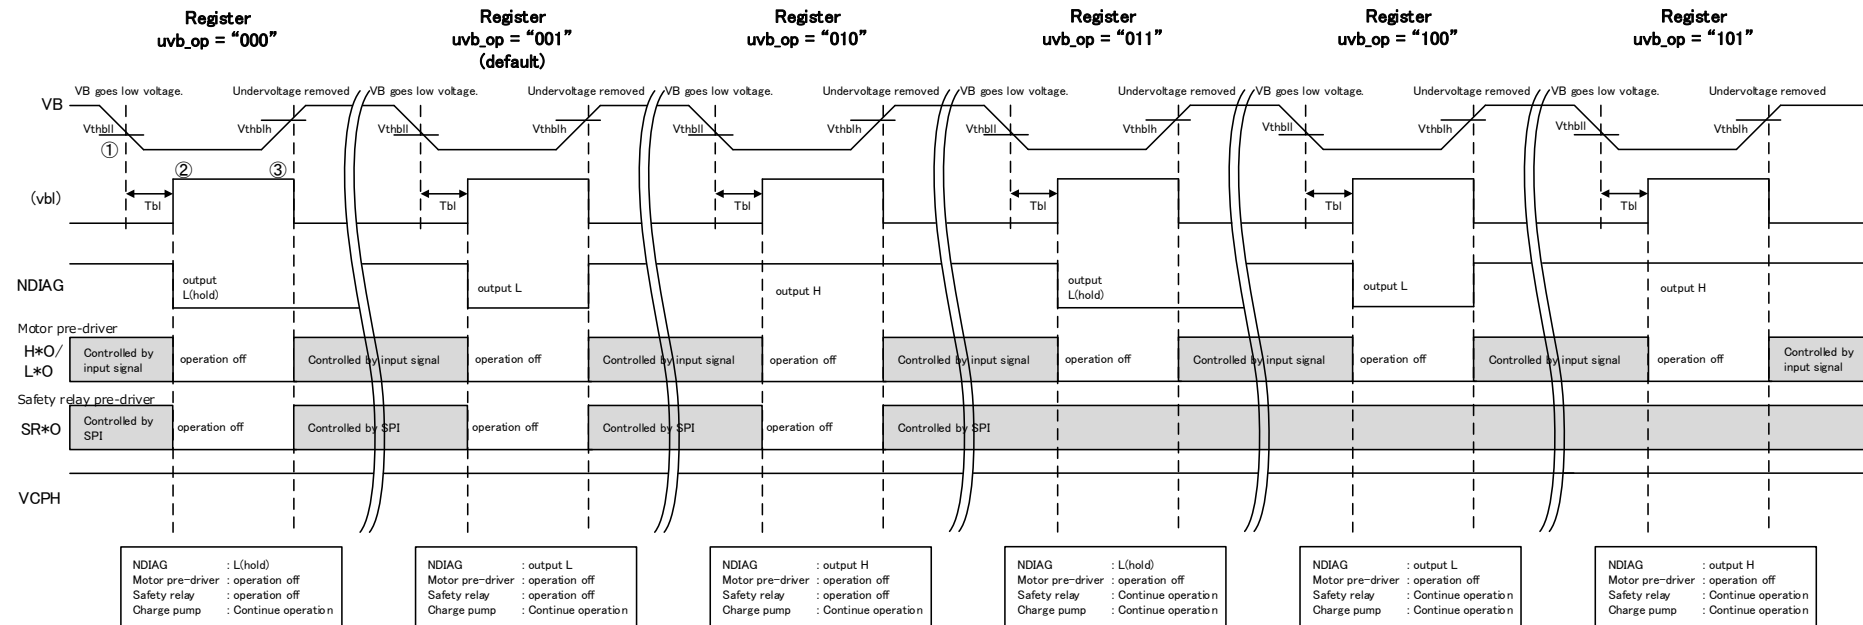 Register
uvb_op = “000”
Register
uvb_op = “001”
(default)
Register
uvb_op = “010”
Register
uvb_op = “011”
Register
uvb_op = “100”
Register
uvb_op = “101”
VB
VB goes low voltage.
Undervoltage removed
VB goes low voltage.
Undervoltage removed
VB goes low voltage.
Undervoltage removed
VB goes low voltage.
Undervoltage removed
VB goes low voltage.
Undervoltage removed
VB goes low voltage.
Undervoltage removed
Vthbll
Vthblh
Vthbll
Vthblh
Vthbll
Vthblh
Vthbll
Vthblh
Vthbll
Vthblh
Vthbll
Vthblh
①
②
③
(vbl)
Tbl
Tbl
Tbl
Tbl
Tbl
Tbl
NDIAG
output
L(hold)
output L
output H
output
L(hold)
output L
output H
Motor pre-driver
H*O/
L*O
Controlled by
input signal
operation off
Controlled by input signal
operation off
Controlled by input signal
operation off
Controlled by input signal
operation off
Controlled by input signal
operation off
Controlled by input signal
operation off
Controlled by
input signal
Safety relay pre-driver
SR*O
Controlled by
SPI
operation off
Controlled by SPI
operation off
Controlled by SPI
operation off
Controlled by SPI
VCPH
NDIAG : L(hold)
Motor pre-driver : operation off
Safety relay : operation off
Charge pump : Continue operation
NDIAG : output L
Motor pre-driver : operation off
Safety relay : operation off
Charge pump : Continue operation
NDIAG : output H
Motor pre-driver : operation off
Safety relay : operation off
Charge pump : Continue operation
NDIAG : L(hold)
Motor pre-driver : operation off
Safety relay : Continue operation
Charge pump : Continue operation
NDIAG : output L
Motor pre-driver : operation off
Safety relay : Continue operation
Charge pump : Continue operation
NDIAG : output H
Motor pre-driver : operation off
Safety relay : Continue operation
Charge pump : Continue operation